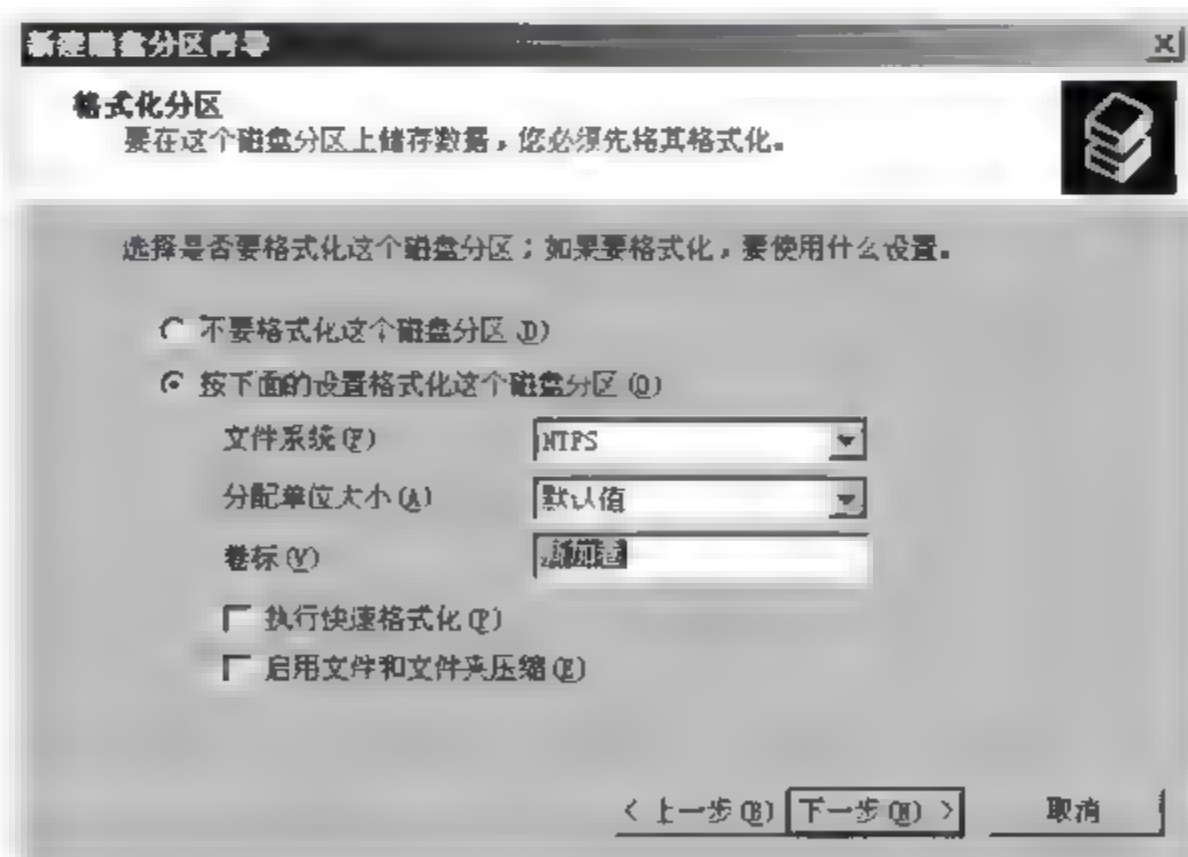 新建磁盘分区向导
格式化分区
要在这个磁盘分区上储存数据，您必须先将其格式化。
选择是否要格式化这个磁盘分区；如果要格式化，要使用什么设置。
不要格式化这个磁盘分区(D)
按下面的设置格式化这个磁盘分区(O)
文件系统(F) NTFS
分配单位大小(A) 默认值
卷标(V) 新加卷
执行快速格式化(P)
启用文件和文件夹压缩(E)
< 上一步(B) 下一步(N) > 取消